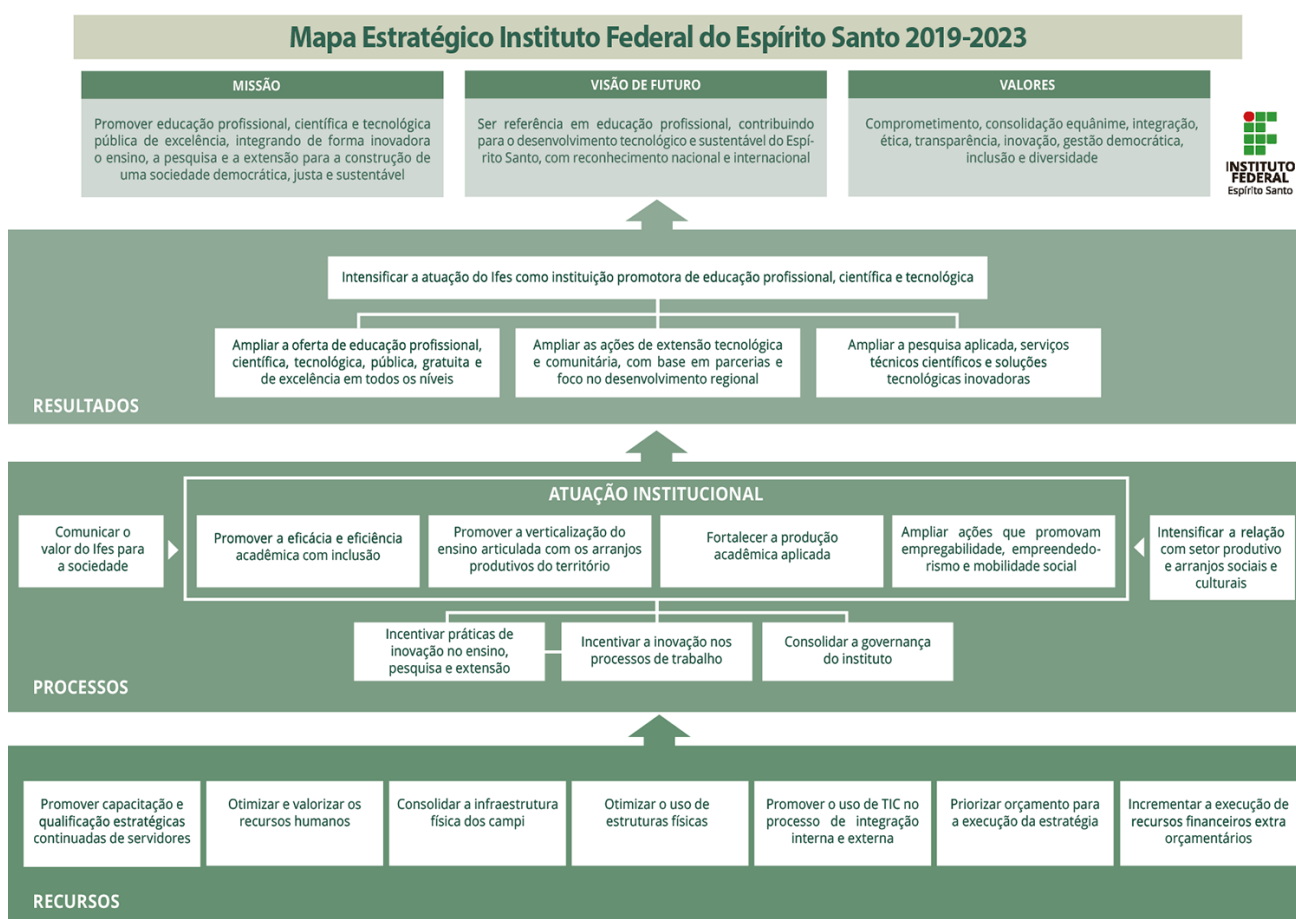 Mapa Estratégico Instituto Federal do Espírito Santo 2019-2023
MISSÃO
Promover educação profissional, científica e tecnológica
pública de excelência, integrando de forma inovadora
o ensino, a pesquisa e a extensão para a construção de
uma sociedade democrática, justa e sustentável
VISÃO DE FUTURO
Ser referência em educação profissional, contribuindo
para o desenvolvimento tecnológico e sustentável do Espí-
rito Santo, com reconhecimento nacional e internacional
VALORES
Comprometimento, consolidação equânime, integração,
ética, transparência, inovação, gestão democrática,
inclusão e diversidade
INSTITUTO
FEDERAL
Espírito Santo
Intensificar a atuação do Ifes como instituição promotora de educação profissional, científica e tecnológica
Ampliar a oferta de educação profissional,
científica, tecnológica, pública, gratuita e
de excelência em todos os níveis
Ampliar as ações de extensão tecnológica
e comunitária, com base em parcerias e
foco no desenvolvimento regional
Ampliar a pesquisa aplicada, serviços
técnicos científicos e soluções
tecnológicas inovadoras
RESULTADOS
ATUAÇÃO INSTITUCIONAL
Comunicar o
valor do Ifes para
a sociedade
Promover a eficácia e eficiência
acadêmica com inclusão
Promover a verticalização do
ensino articulada com os arranjos
produtivos do território
Fortalecer a produção
acadêmica aplicada
Ampliar ações que promovam
empregabilidade, empreendedo-
rismo e mobilidade social
Intensificar a relação
com setor produtivo
e arranjos sociais e
culturais
Incentivar práticas de
inovação no ensino,
pesquisa e extensão
Incentivar a inovação nos
processos de trabalho
Consolidar a governança
do instituto
PROCESSOS
Promover capacitação e
qualificação estratégicas
continuadas de servidores
Otimizar e valorizar os
recursos humanos
Consolidar a infraestrutura
física dos campi
Otimizar o uso de
estruturas físicas
Promover o uso de TIC no
processo de integração
interna e externa
Priorizar orçamento para
a execução da estratégia
Incrementar a execução de
recursos financeiros extra
orçamentários
RECURSOS